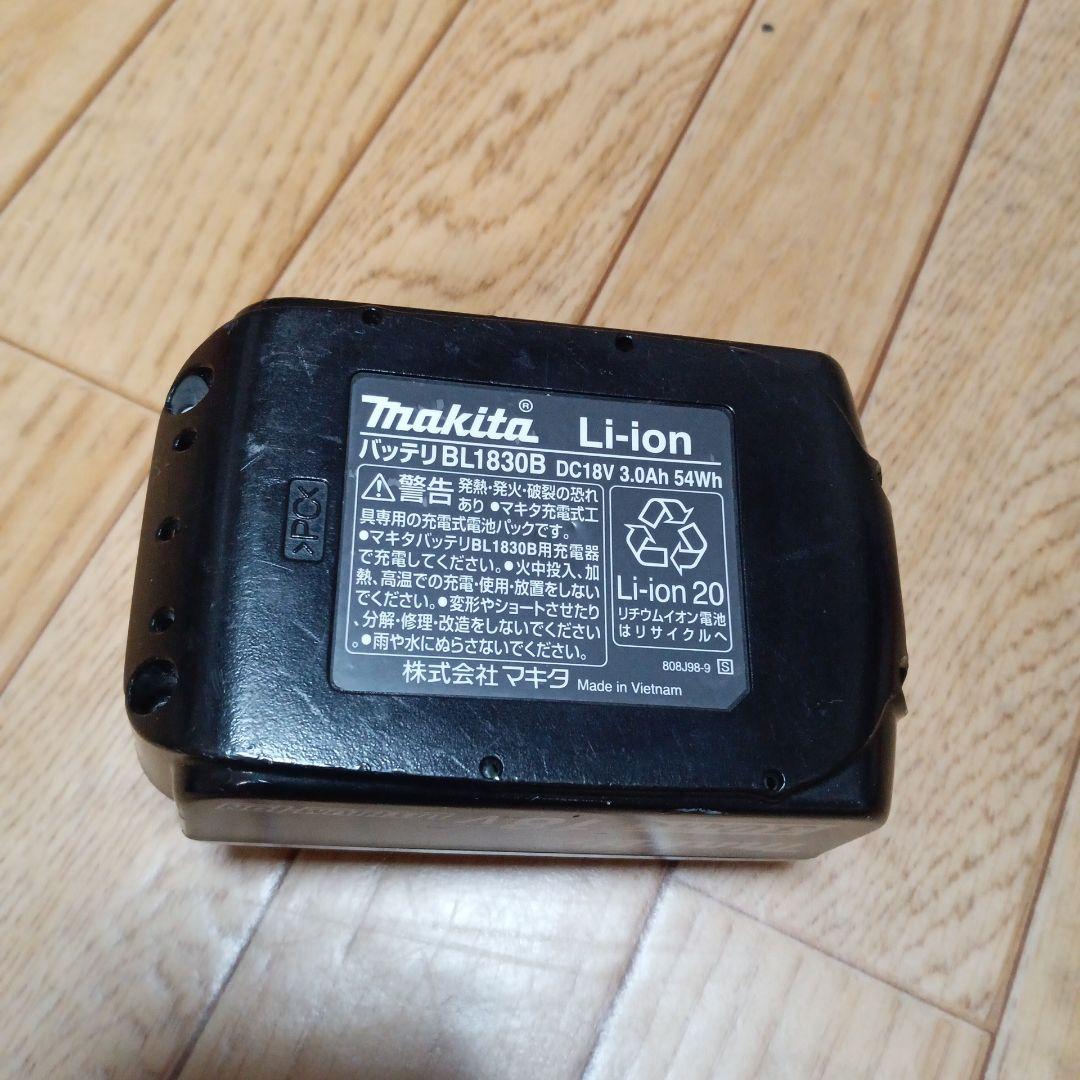 makita® Li-ion
バッテリBL1830B DC18V 3.0Ah 54Wh
警告 発熱・発火・破裂の恐れ
あり ●マキタ充電式工
具専用の充電式電池パックです。
●マキタバッテリBL1830B用充電器
で充電してください。●火中投入、加
熱、高温での充電・使用・放置をしない
でください。●変形やショートさせたり
、分解・修理・改造をしないでください
。●雨や水にぬらさないでください。
Li-ion 20
リチウムイオン電池
はリサイクルへ
808J98-9 S
株式会社 マキタ Made in Vietnam
>PC<